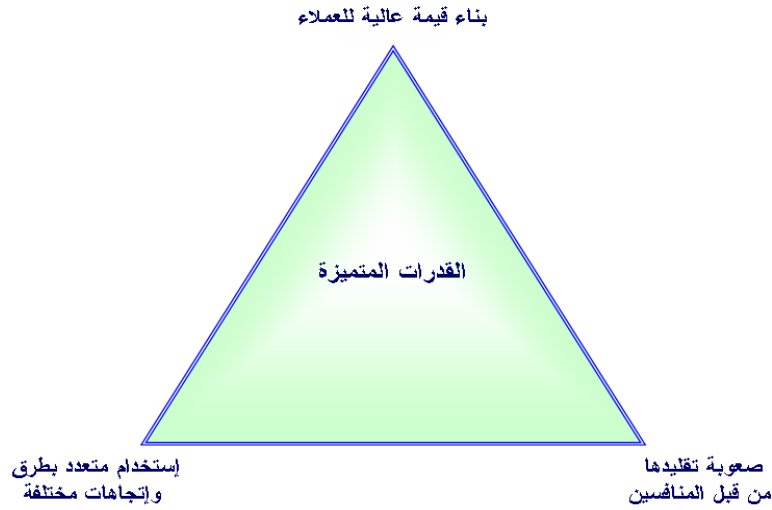 بناء قيمة عالية للعملاء
القدرات المتميزة
صعوبة تقليدها
من قبل المنافسين
إستخدام متعدد بطرق
وإتجاهات مختلفة